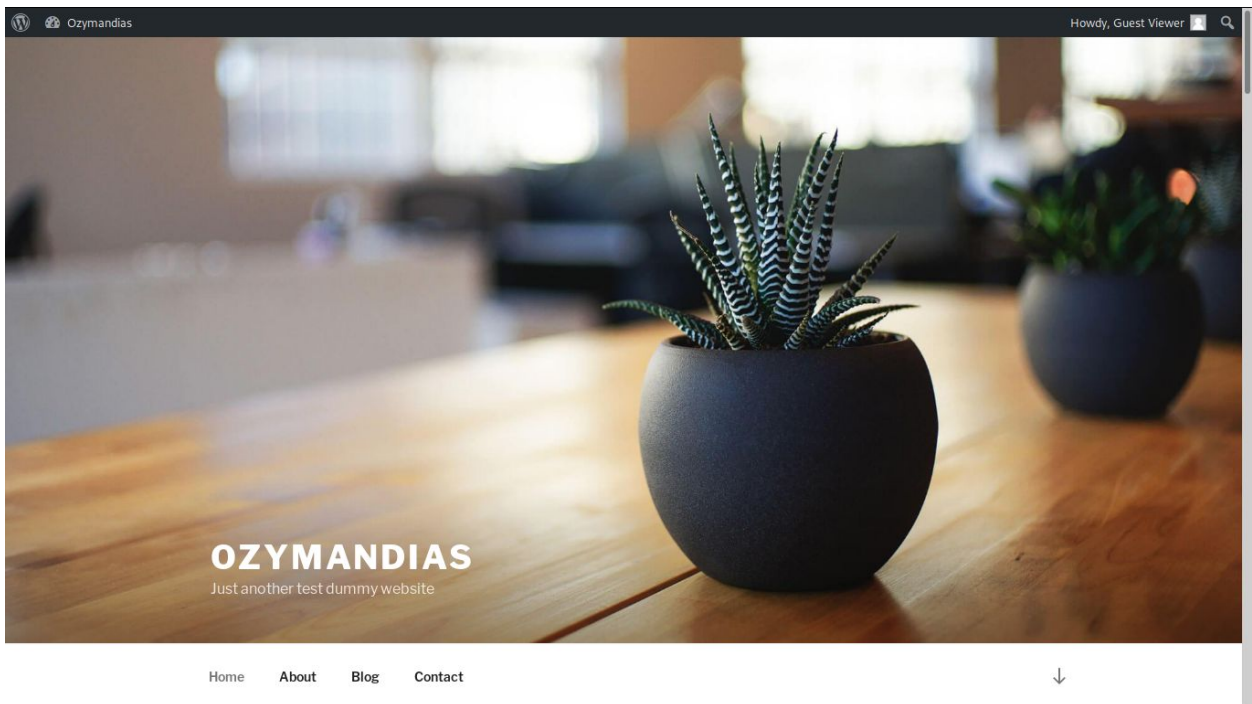 Ozymandias
Howdy, Guest Viewer
OZYMANDIAS
Just another test dummy website
Home About Blog Contact